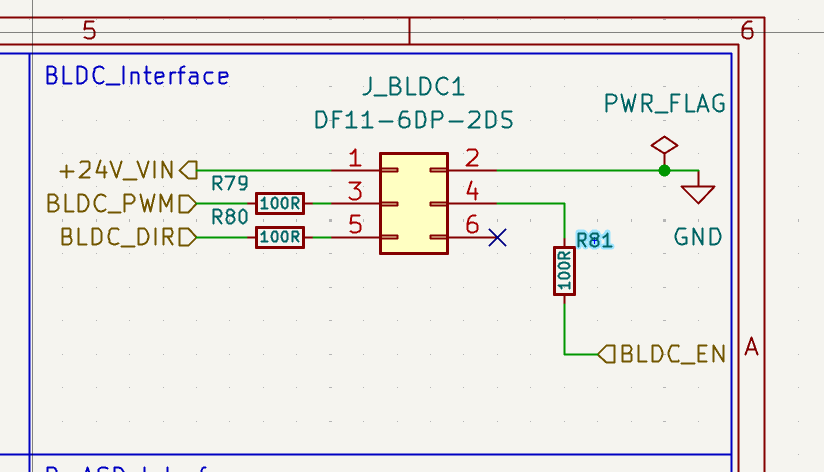 5
6
BLDC_Interface
J_BLDC1
DF11-6DP-2DS
PWR_FLAG
+24V_VIN
1
2
R79
BLDC_PWM
100R
3
4
R80
BLDC_DIR
100R
5
6
R81
GND
100R
BLDC_EN
A